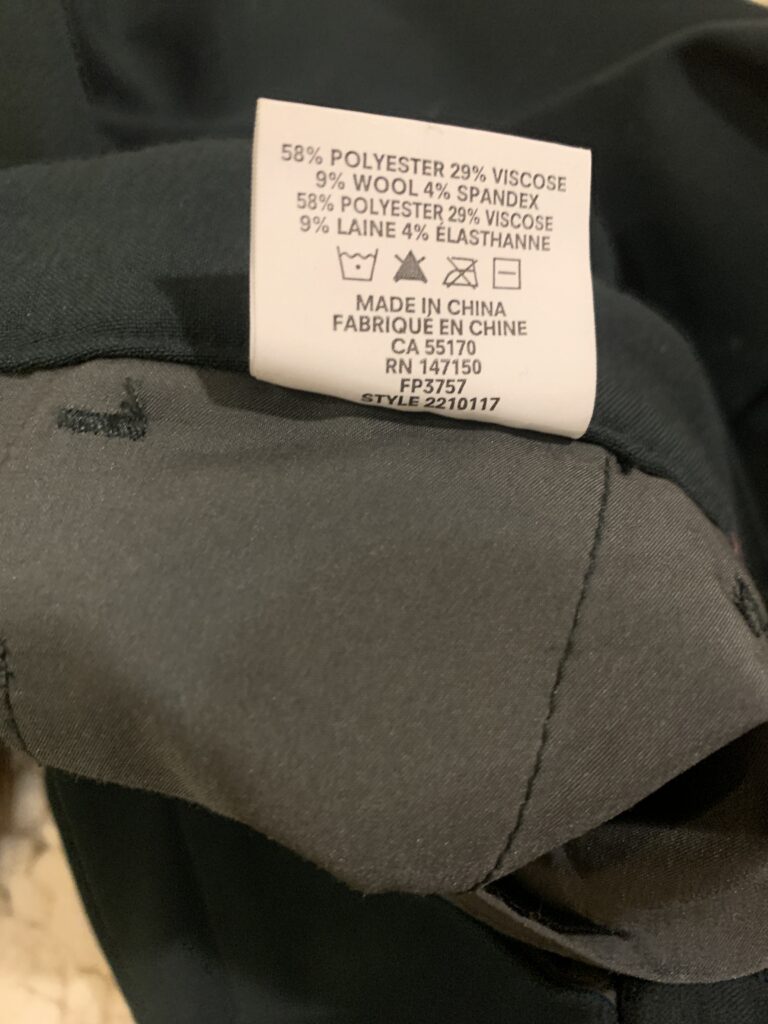 58% POLYESTER 29% VISCOSE
9% WOOL 4% SPANDEX
58% POLYESTER 29% VISCOSE
9% LAINE 4% ÉLASTHANNE
MADE IN CHINA
FABRIQUÉ EN CHINE
CA 55170
RN 147150
FP3757
STYLE 2210117